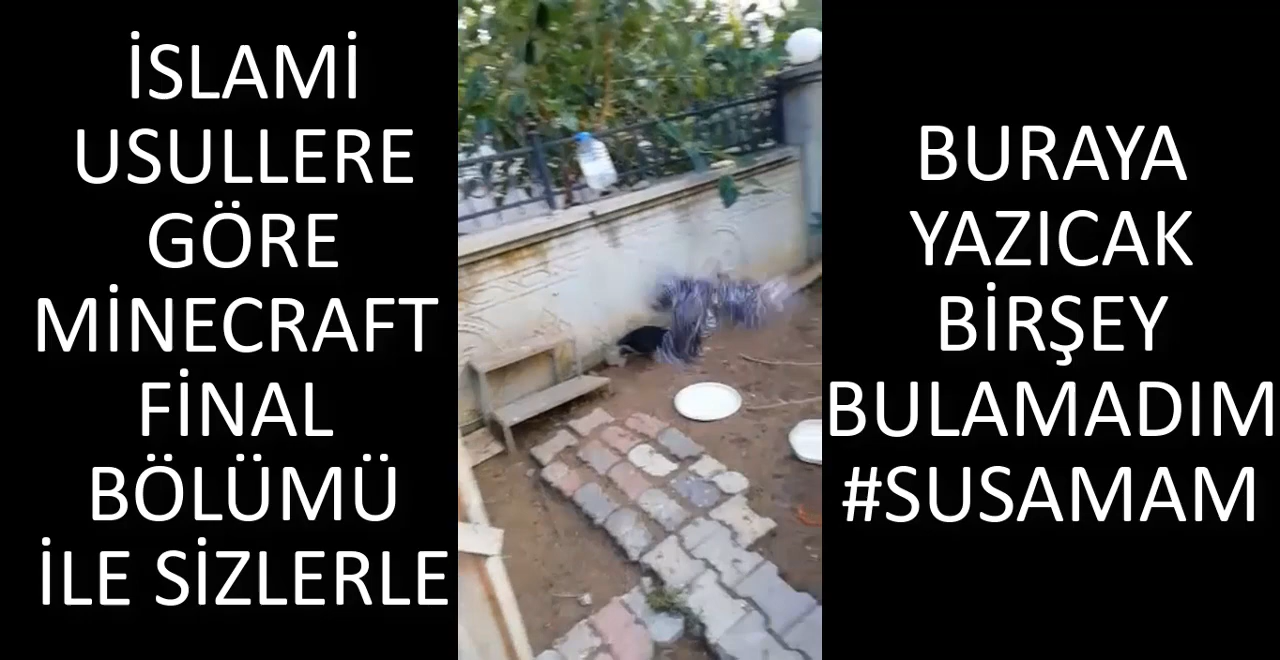 İSLAMİ
USULLERE
GÖRE
MİNECRAFT
FİNAL
BÖLÜMÜ
İLE SİZLERLE
BURAYA
YAZICAK
BİRŞEY
BULAMADIM
#SUSAMAM